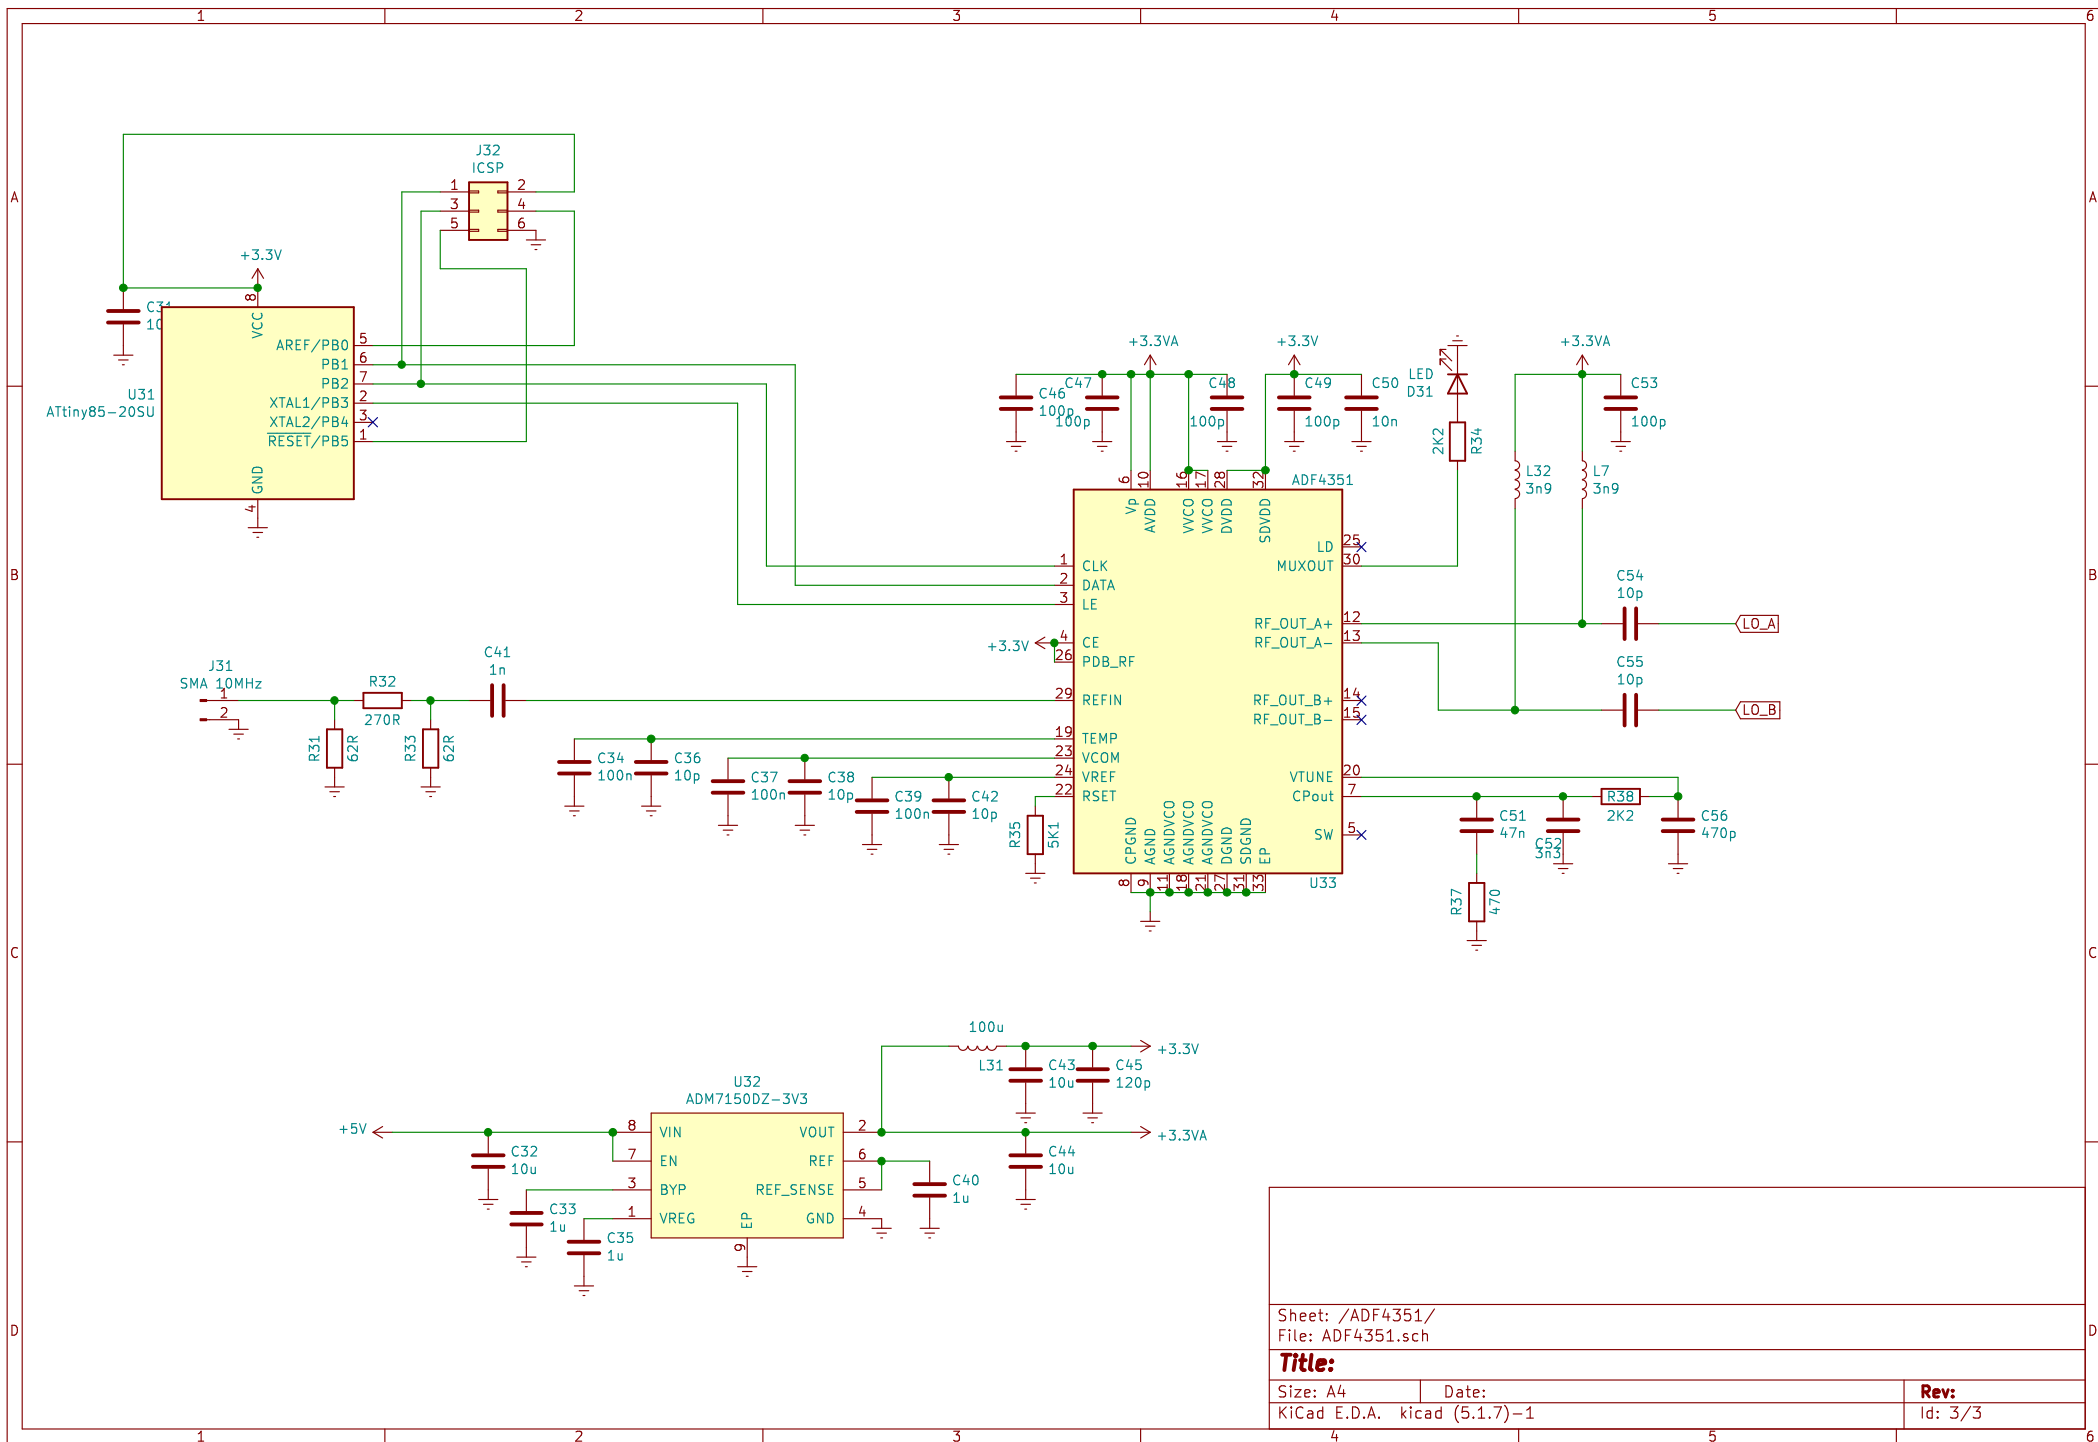 1 2 3 4 5 6
A
B
C
D
J32
ICSP
1 2
3 4
5 6
+3.3V
C31
8
VCC
AREF/PB0 5
PB1 6
PB2 7
XTAL1/PB3 2
XTAL2/PB4 3
RESET/PB5 1
U31
ATtiny85-20SU
GND
4
+3.3VA
+3.3V
C46
100p
C47
100p
C48
100p
C49
100p
C50
10n
LED
D31
2K2
R34
+3.3VA
C53
100p
L32
3n9
L7
3n9
ADF4351
6 10 16 17 28 32
Vp
AVDD
VVCO
VVCO
DVDD
SDVDD
LD 25
MUXOUT 30
1 CLK
2 DATA
3 LE
+3.3V
4 CE
26 PDB_RF
29 REFIN
19 TEMP
23 VCOM
24 VREF
22 RSET
RF_OUT_A+ 12
RF_OUT_A- 13
RF_OUT_B+ 14
RF_OUT_B- 15
VTUNE 20
CPout 7
SW 5
CPGND
AGND
AGNDVCO
AGNDVCO
AGNDVCO
DGND
SDGND
EP
8 9 11 18 21 27 31 33
U33
C54
10p
LO_A
C55
10p
LO_B
J31
SMA 10MHz
1
2
R31
62R
R32
270R
R33
62R
C41
1n
C34
100n
C36
10p
C37
100n
C38
10p
C39
100n
C42
10p
R35
5K1
C51
47n
C52
3n3
R38
2K2
C56
470p
R37
470
100u
L31
C43
10u
C45
120p
+3.3V
U32
ADM7150DZ-3V3
+5V
C32
10u
8 VIN
7 EN
3 BYP
1 VREG
VOUT 2
REF 6
REF_SENSE 5
GND 4
EP
9
C33
1u
C35
1u
C40
1u
C44
10u
+3.3VA
Sheet: /ADF4351/
File: ADF4351.sch
Title:
Size: A4 Date: Rev:
KiCad E.D.A. kicad (5.1.7)-1 Id: 3/3
A
B
C
D
1 2 3 4 5 6